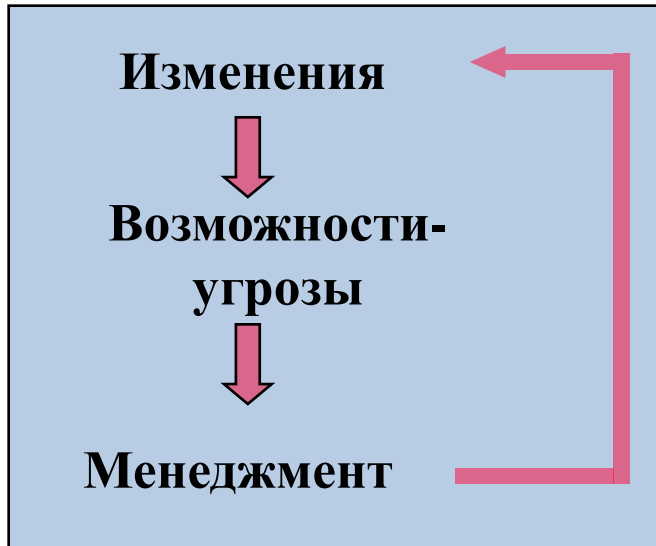 Изменения
Возможности-
угрозы
Менеджмент